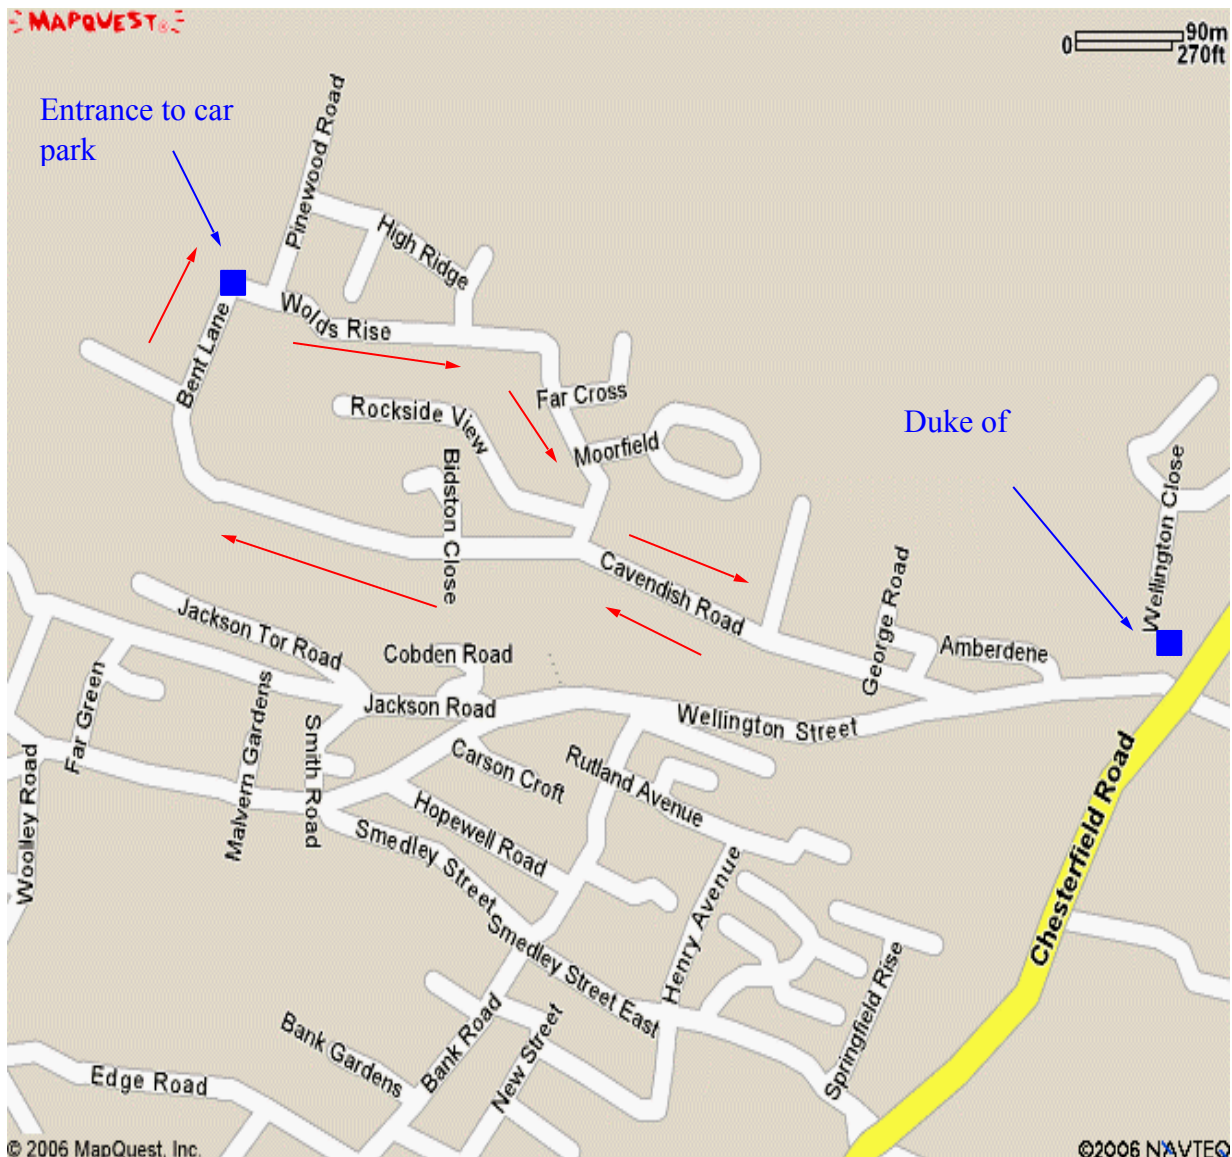 MAPQUEST®
0 90m
270ft
Entrance to car
park
Pinewood Road
High Ridge
Wolds Rise
Bent Lane
Far Cross
Rockside View
Moorfield
Duke of
Bidston Close
Wellington Close
Cavendish Road
George Road
Amberdene
Jackson Tor Road
Cobden Road
Jackson Road
Wellington Street
Far Green
Malvern Gardens
Smith Road
Carson Croft
Rutland Avenue
Woolley Road
Hopewell Road
Smedley Street
Chesterfield Road
Henry Avenue
Smedley Street East
Springfield Rise
Bank Road
New Street
Bank Gardens
Edge Road
© 2006 MapQuest, Inc.
©2006 NAVTEQ